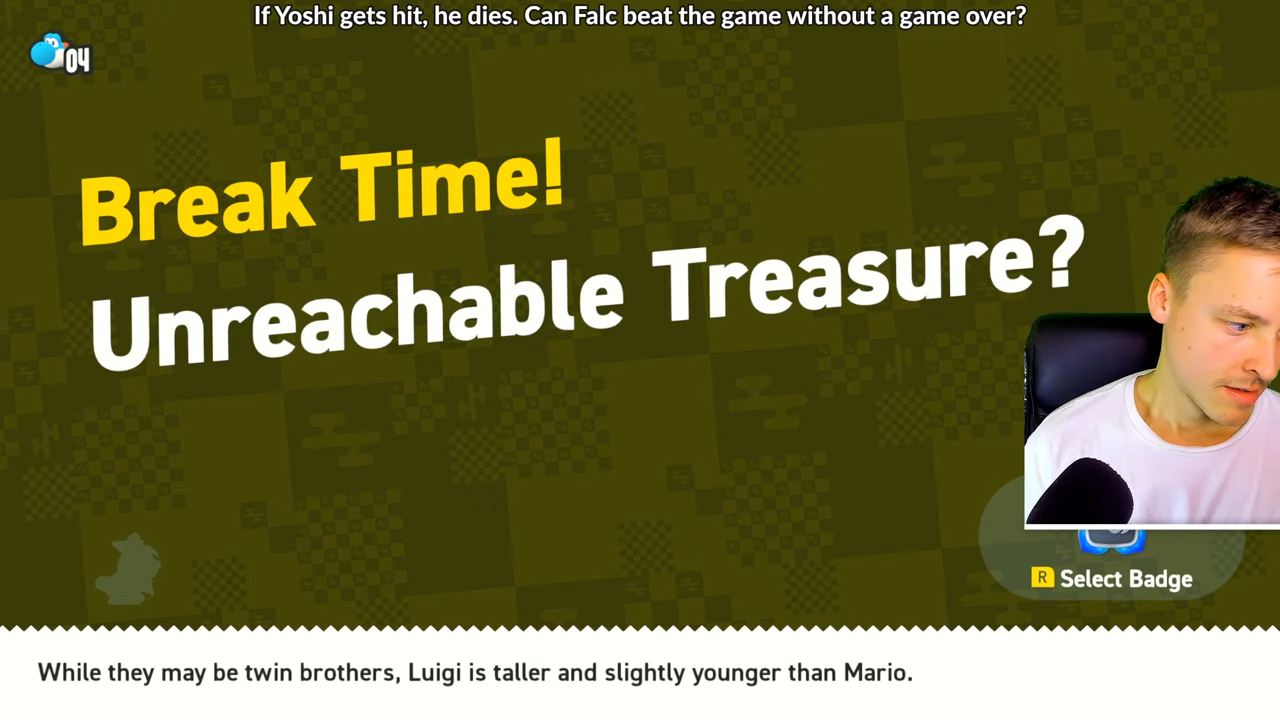 If Yoshi gets hit, he dies. Can Falc beat the game without a game over?
04
Break Time!
Unreachable Treasure?
R Select Badge
While they may be twin brothers, Luigi is taller and slightly younger than Mario.